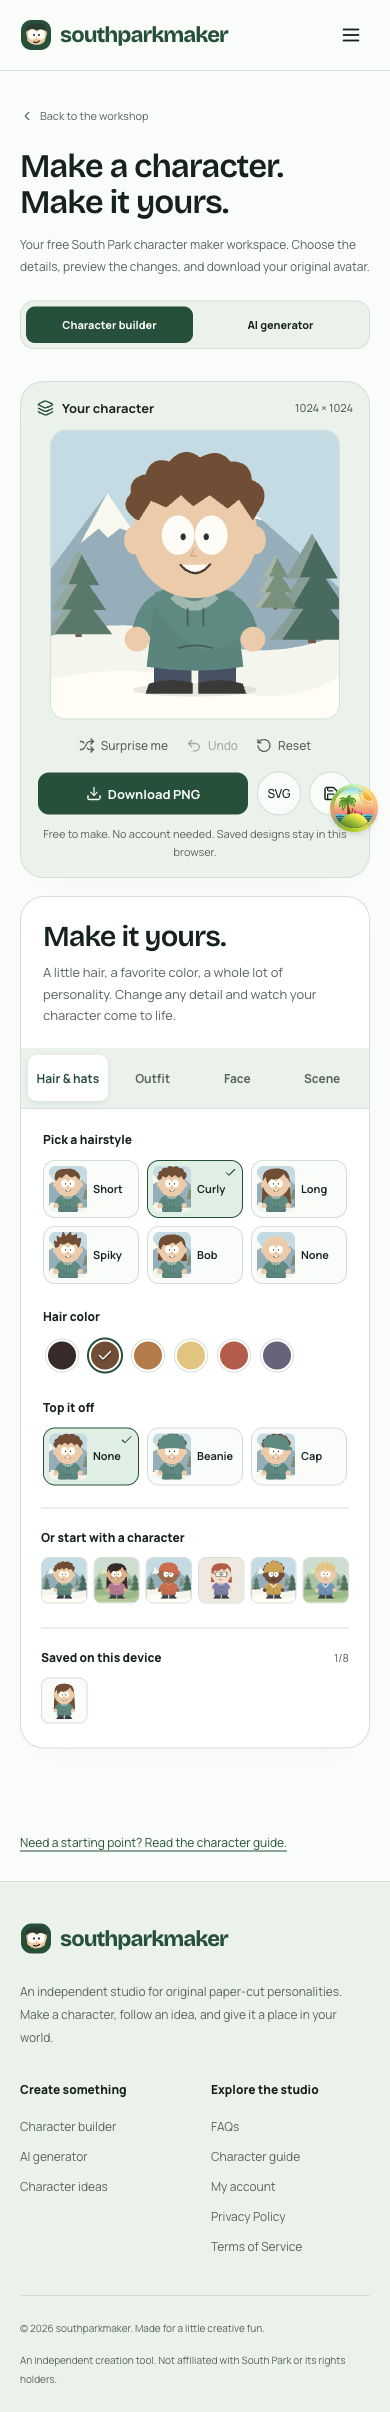 southparkmaker
Back to the workshop
Make a character.
Make it yours.
Your free South Park character maker workspace. Choose the
details, preview the changes, and download your original avatar.
Character builder
AI generator
Your character
1024 × 1024
Surprise me
Undo
Reset
Download PNG
SVG
Free to make. No account needed. Saved designs stay in this
browser.
Make it yours.
A little hair, a favorite color, a whole lot of
personality. Change any detail and watch your
character come to life.
Hair & hats
Outfit
Face
Scene
Pick a hairstyle
Short
Curly
Long
Spiky
Bob
None
Hair color
Top it off
None
Beanie
Cap
Or start with a character
Saved on this device
1/8
Need a starting point? Read the character guide.
southparkmaker
An independent studio for original paper-cut personalities.
Make a character, follow an idea, and give it a place in your
world.
Create something
Character builder
AI generator
Character ideas
Explore the studio
FAQs
Character guide
My account
Privacy Policy
Terms of Service
© 2026 southparkmaker. Made for a little creative fun.
An independent creation tool. Not affiliated with South Park or its rights
holders.